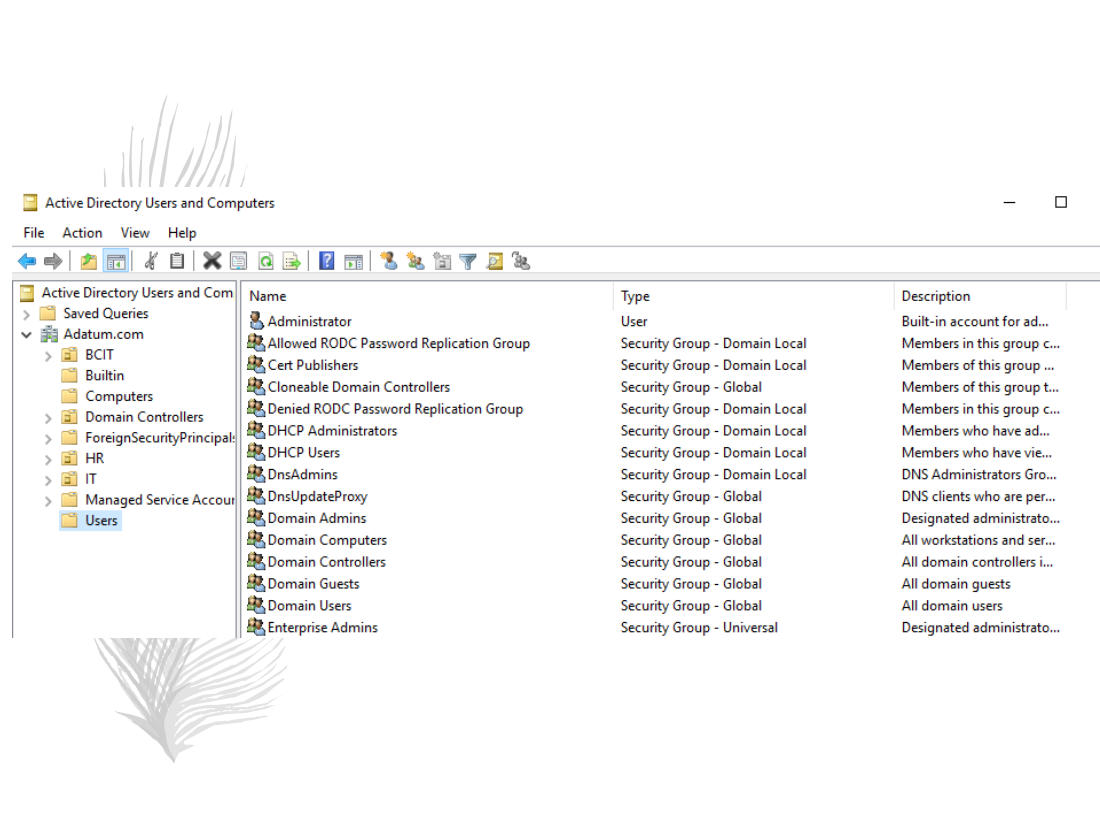 Active Directory Users and Computers
File Action View Help
Active Directory Users and Com
Saved Queries
Adatum.com
BCIT
Builtin
Computers
Domain Controllers
ForeignSecurityPrincipals
HR
IT
Managed Service Accour
Users
Name Type Description
Administrator User Built-in account for ad...
Allowed RODC Password Replication Group Security Group - Domain Local Members in this group c...
Cert Publishers Security Group - Domain Local Members of this group ...
Cloneable Domain Controllers Security Group - Global Members of this group t...
Denied RODC Password Replication Group Security Group - Domain Local Members in this group c...
DHCP Administrators Security Group - Domain Local Members who have ad...
DHCP Users Security Group - Domain Local Members who have vie...
DnsAdmins Security Group - Domain Local DNS Administrators Gro...
DnsUpdateProxy Security Group - Global DNS clients who are per...
Domain Admins Security Group - Global Designated administrato...
Domain Computers Security Group - Global All workstations and ser...
Domain Controllers Security Group - Global All domain controllers i...
Domain Guests Security Group - Global All domain guests
Domain Users Security Group - Global All domain users
Enterprise Admins Security Group - Universal Designated administrato...